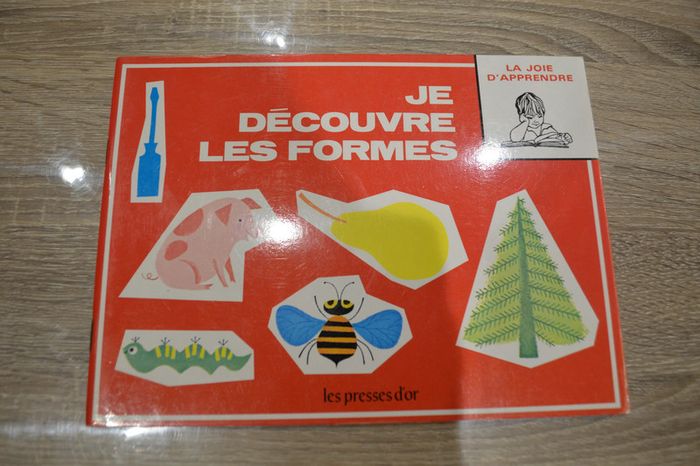 JE
DÉCOUVRE
LES FORMES
LA JOIE
D'APPRENDRE
les presses d'or